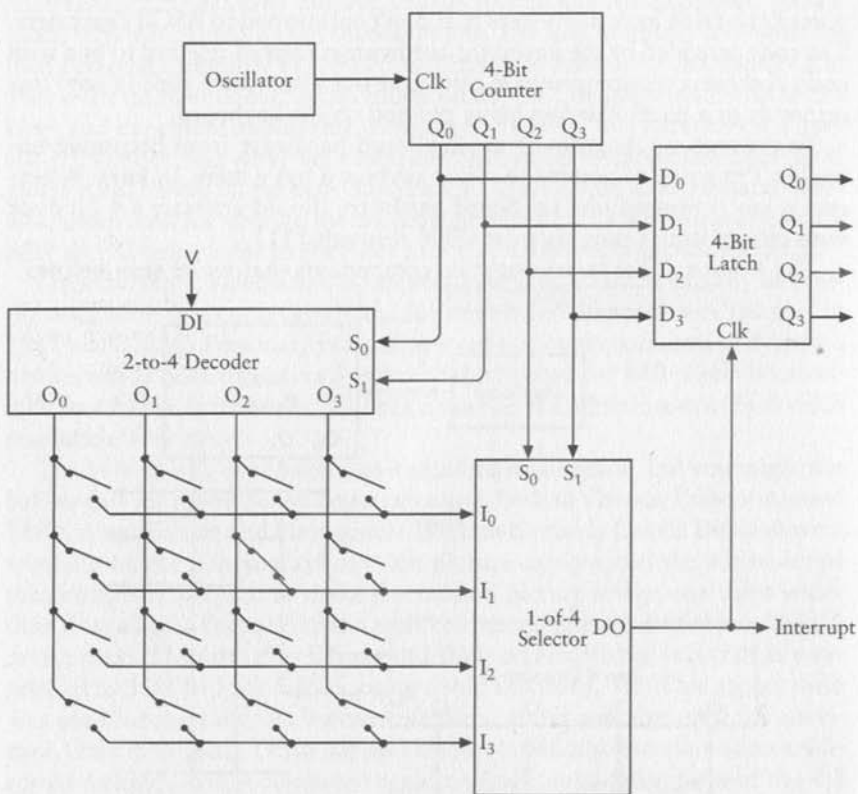 Oscillator
Clk
4-Bit
Counter
Q₀ Q₁ Q₂ Q₃
D₀ Q₀
D₁ Q₁
4-Bit
Latch
D₂ Q₂
D₃ Q₃
Clk
V
DI
2-to-4 Decoder
S₀
S₁
O₀ O₁ O₂ O₃
S₀ S₁
I₀
I₁
1-of-4
Selector
DO
Interrupt
I₂
I₃